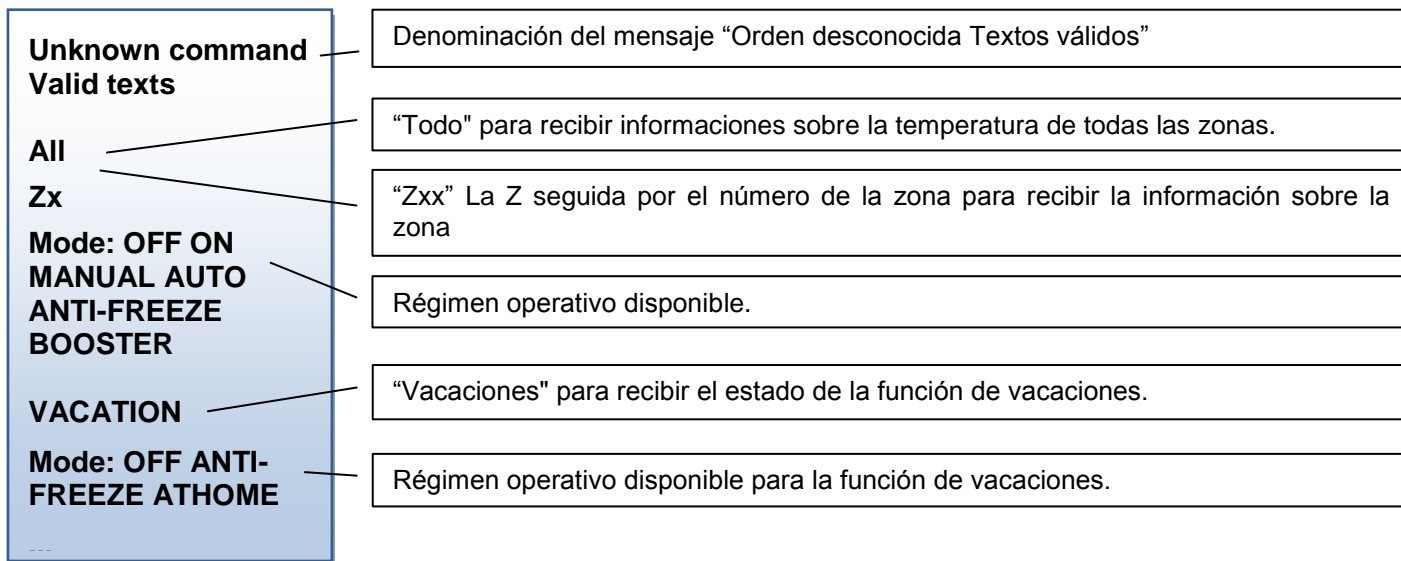 Unknown command
Valid texts
All
Zx
Mode: OFF ON
MANUAL AUTO
ANTI-FREEZE
BOOSTER
VACATION
Mode: OFF ANTI-
FREEZE ATHOME
---
Denominación del mensaje “Orden desconocida Textos válidos”
“Todo" para recibir informaciones sobre la temperatura de todas las zonas.
“Zxx” La Z seguida por el número de la zona para recibir la información sobre la
zona
Régimen operativo disponible.
“Vacaciones" para recibir el estado de la función de vacaciones.
Régimen operativo disponible para la función de vacaciones.